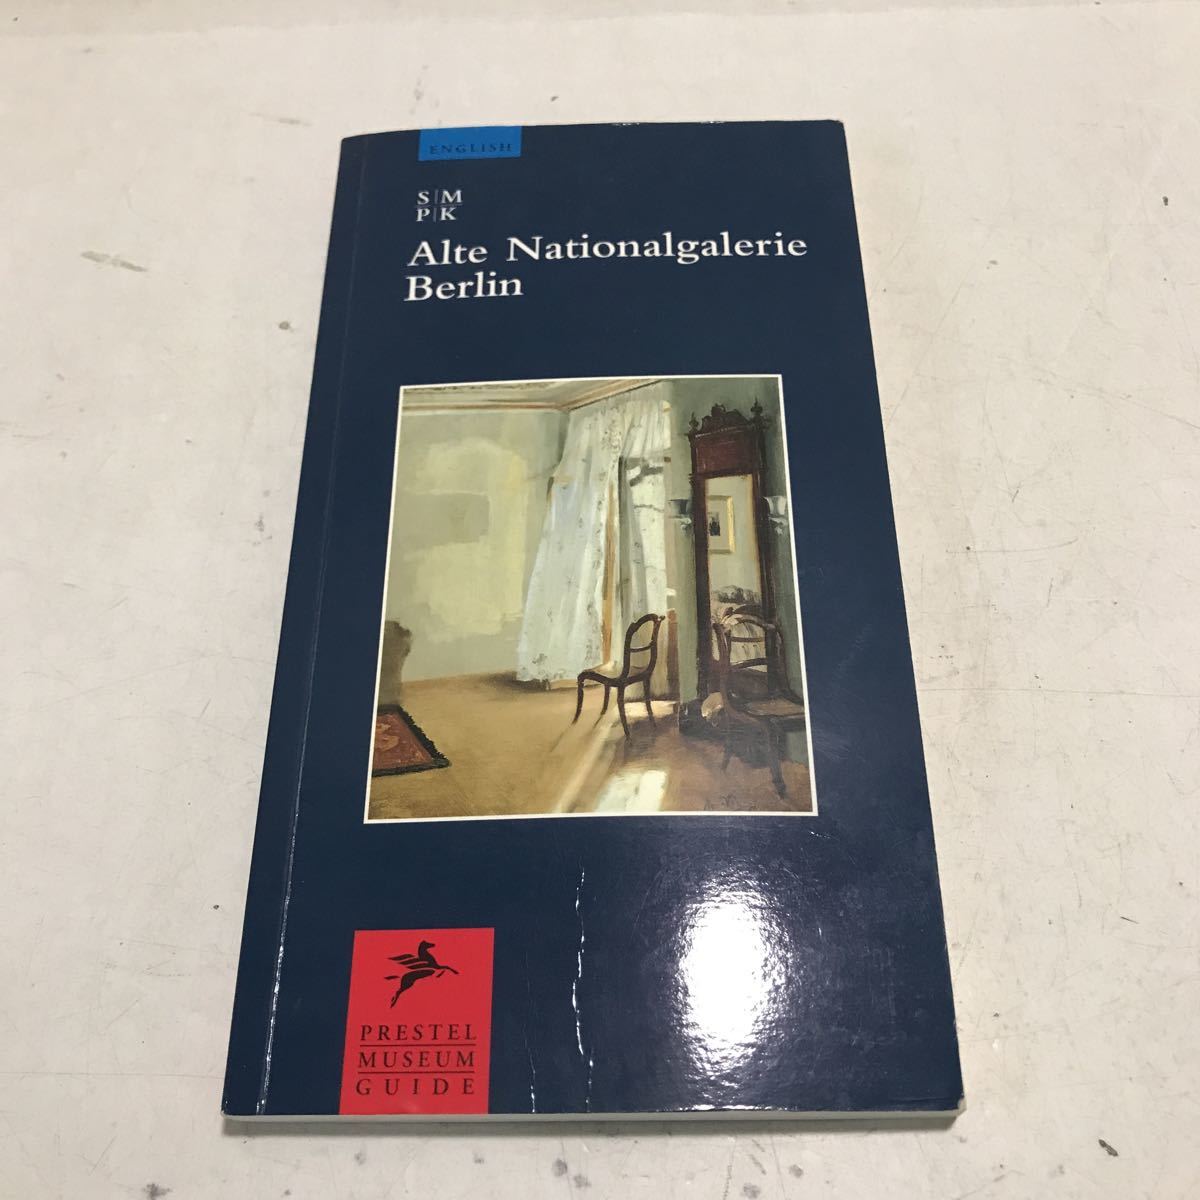 ENGLISH
S|M
P|K
Alte Nationalgalerie
Berlin
PRESTEL
MUSEUM
GUIDE